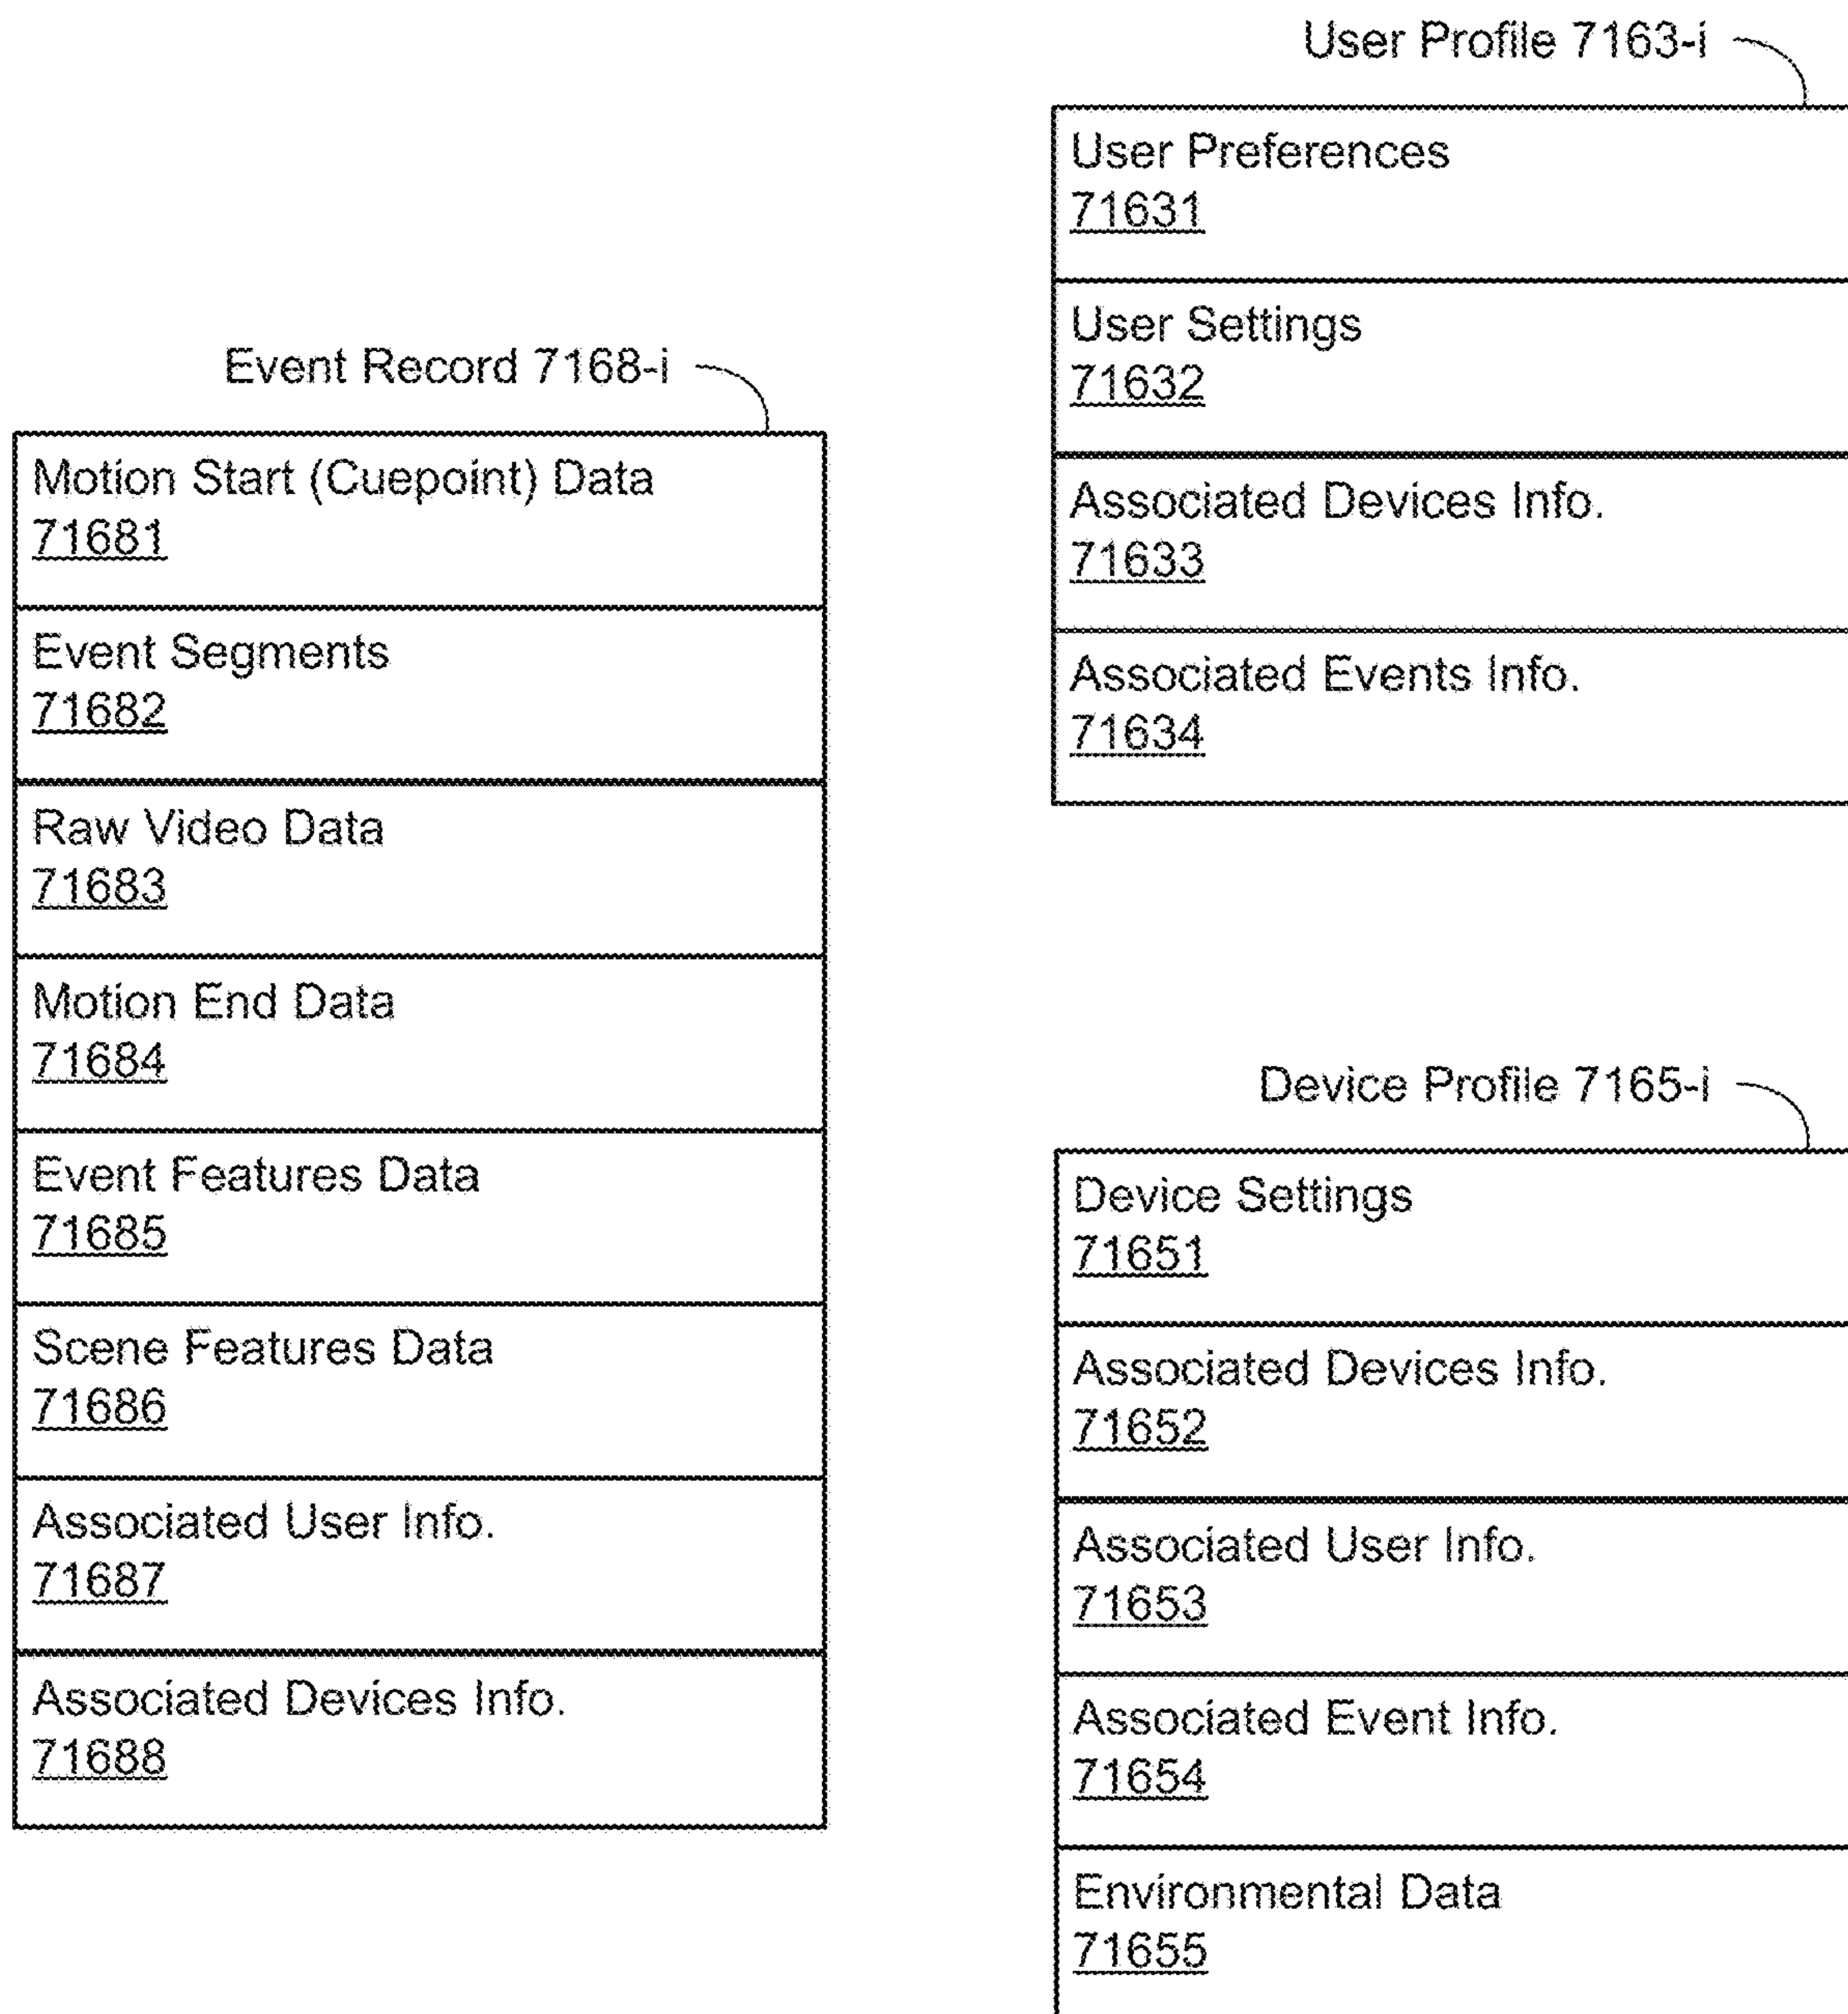 Event Record 7168-i
Motion Start (Cuepoint) Data
71681
Event Segments
71682
Raw Video Data
71683
Motion End Data
71684
Event Features Data
71685
Scene Features Data
71686
Associated User Info.
71687
Associated Devices Info.
71688
User Profile 7163-i
User Preferences
71631
User Settings
71632
Associated Devices Info.
71633
Associated Events Info.
71634
Device Profile 7165-i
Device Settings
71651
Associated Devices Info.
71652
Associated User Info.
71653
Associated Event Info.
71654
Environmental Data
71655